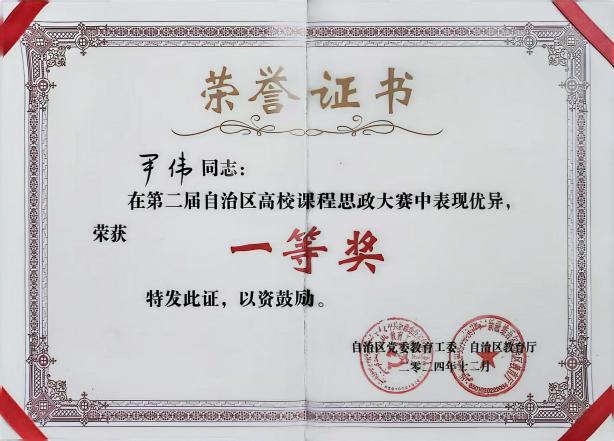 荣誉证书
尹伟 同志：
在第二届自治区高校课程思政大赛中表现优异，
荣获
一等奖
特发此证，以资鼓励。
自治区党委教育工委 自治区教育厅
二零二四年十二月